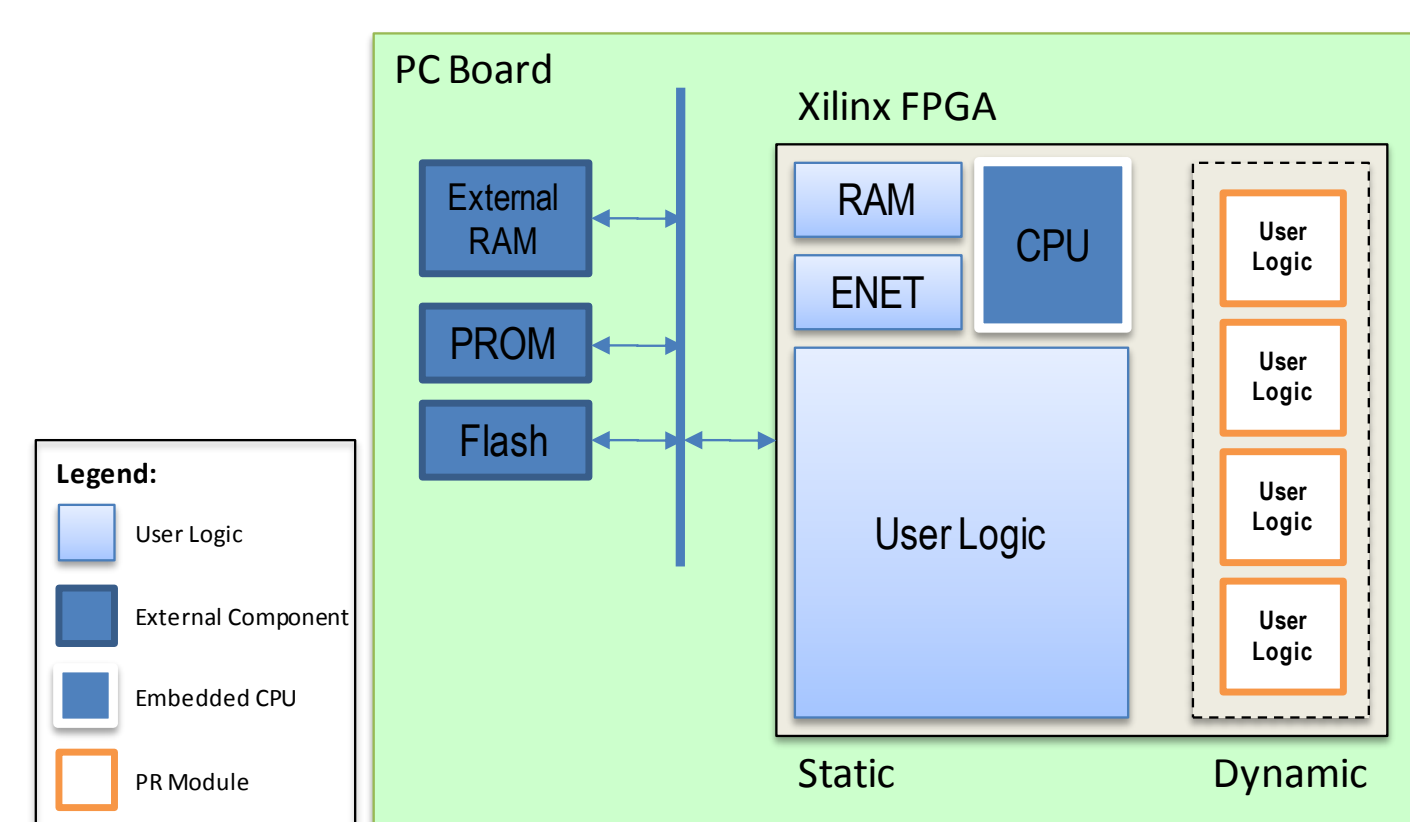 PC Board
Xilinx FPGA
External
RAM
PROM
Flash
RAM
ENET
CPU
User Logic
User
Logic
User
Logic
User
Logic
User
Logic
Static
Dynamic
Legend:
User Logic
External Component
Embedded CPU
PR Module